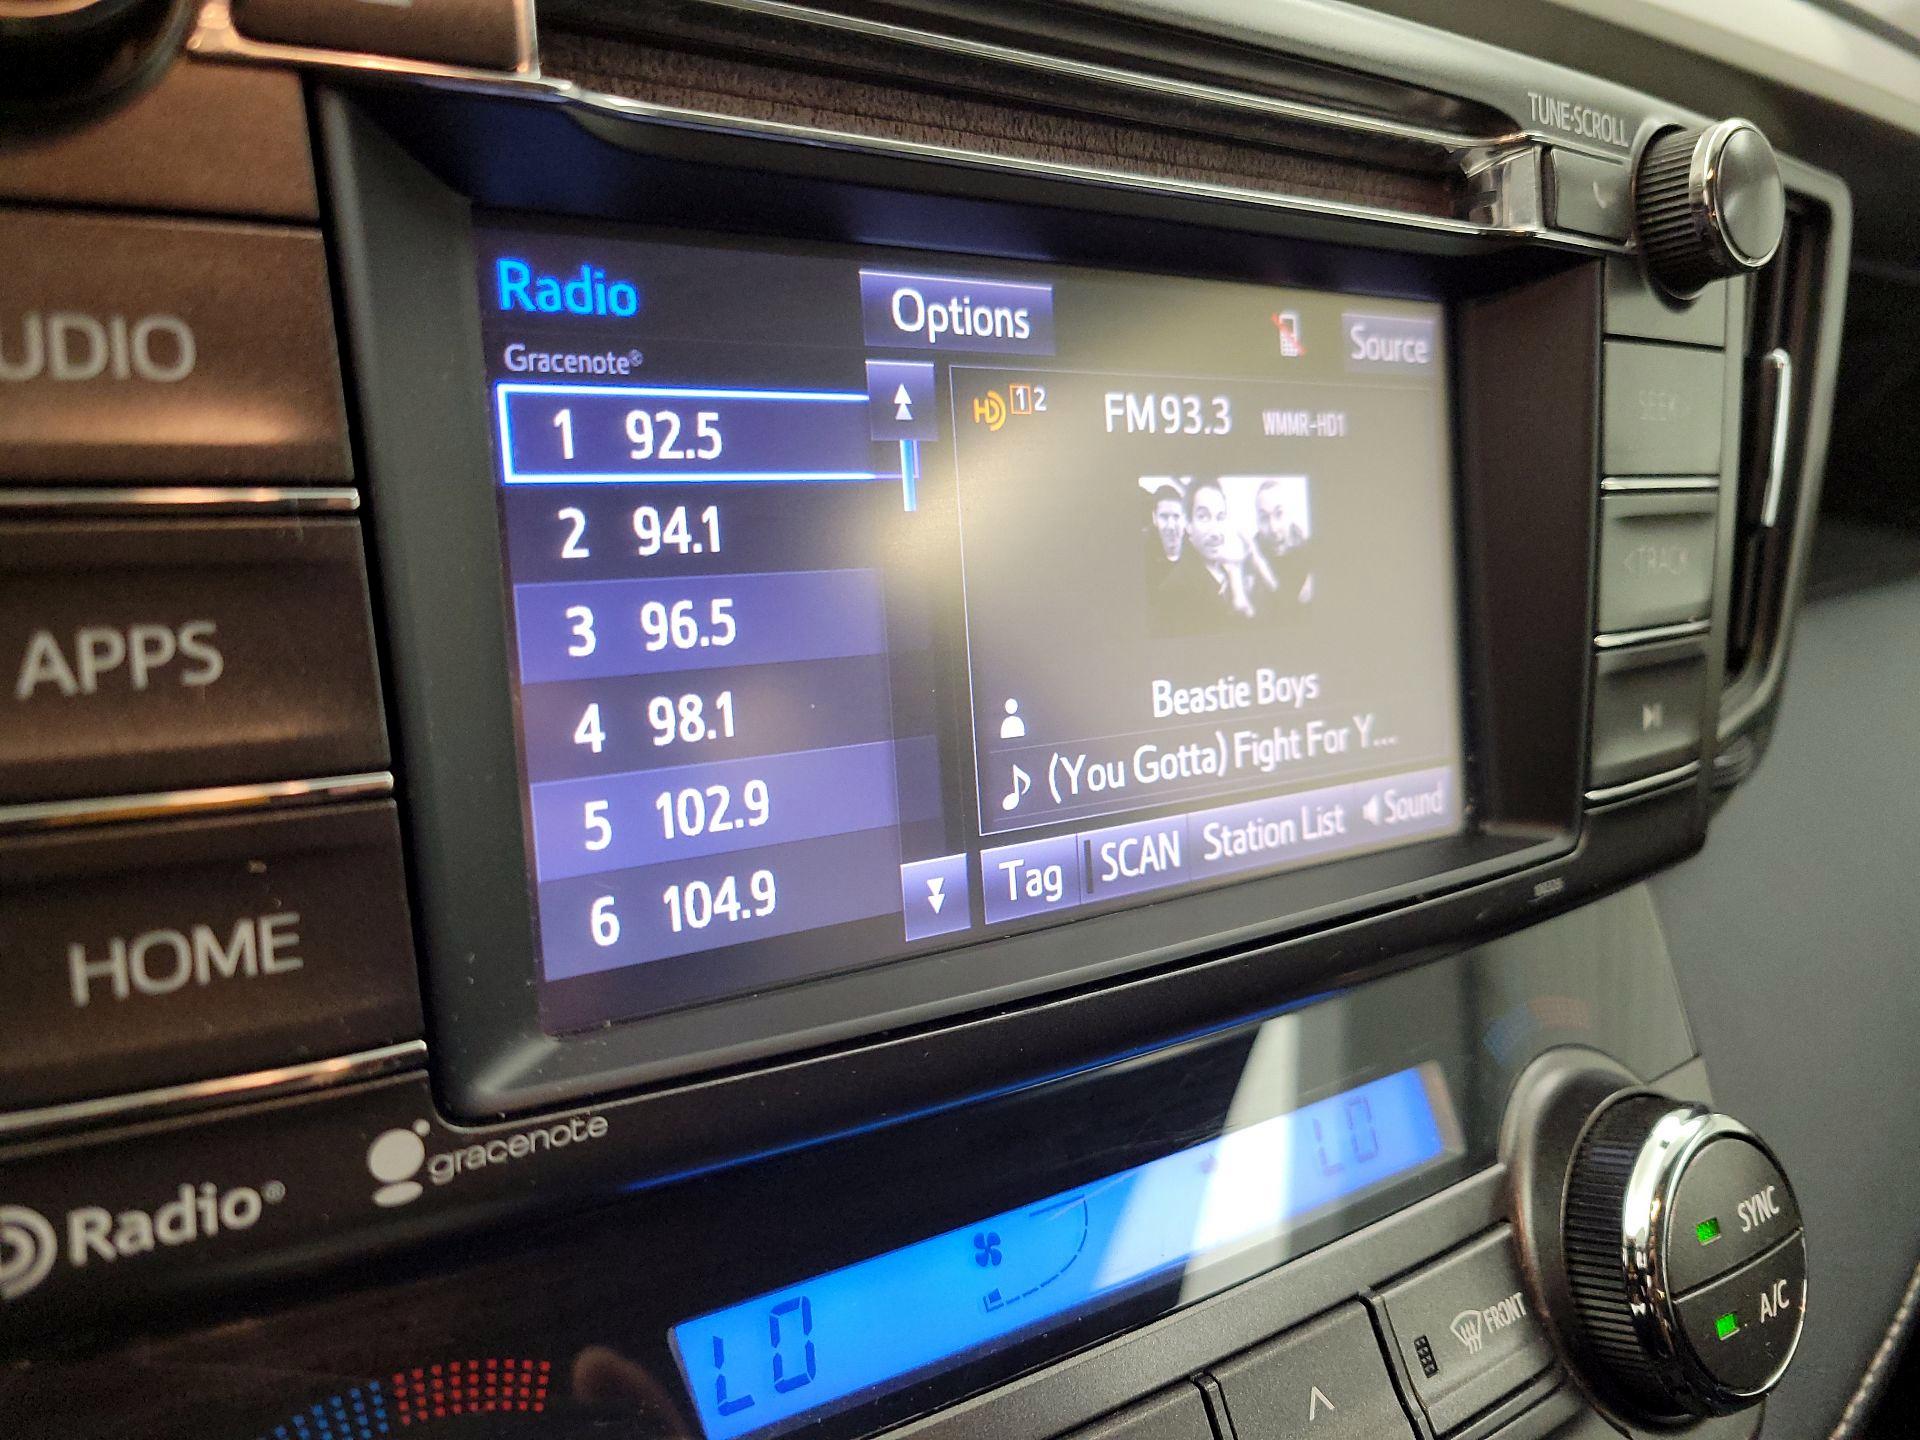 TUNE·SCROLL
Radio
Options
Source
Gracenote®
HD 1 2
FM 93.3 WMMR-HD1
1 92.5
2 94.1
3 96.5
4 98.1
5 102.9
6 104.9
Beastie Boys
(You Gotta) Fight For Y...
Tag
SCAN
Station List
Sound
UDIO
APPS
HOME
SEEK
<TRACK
Radio®
gracenote
LO
LO
FRONT
SYNC
A/C